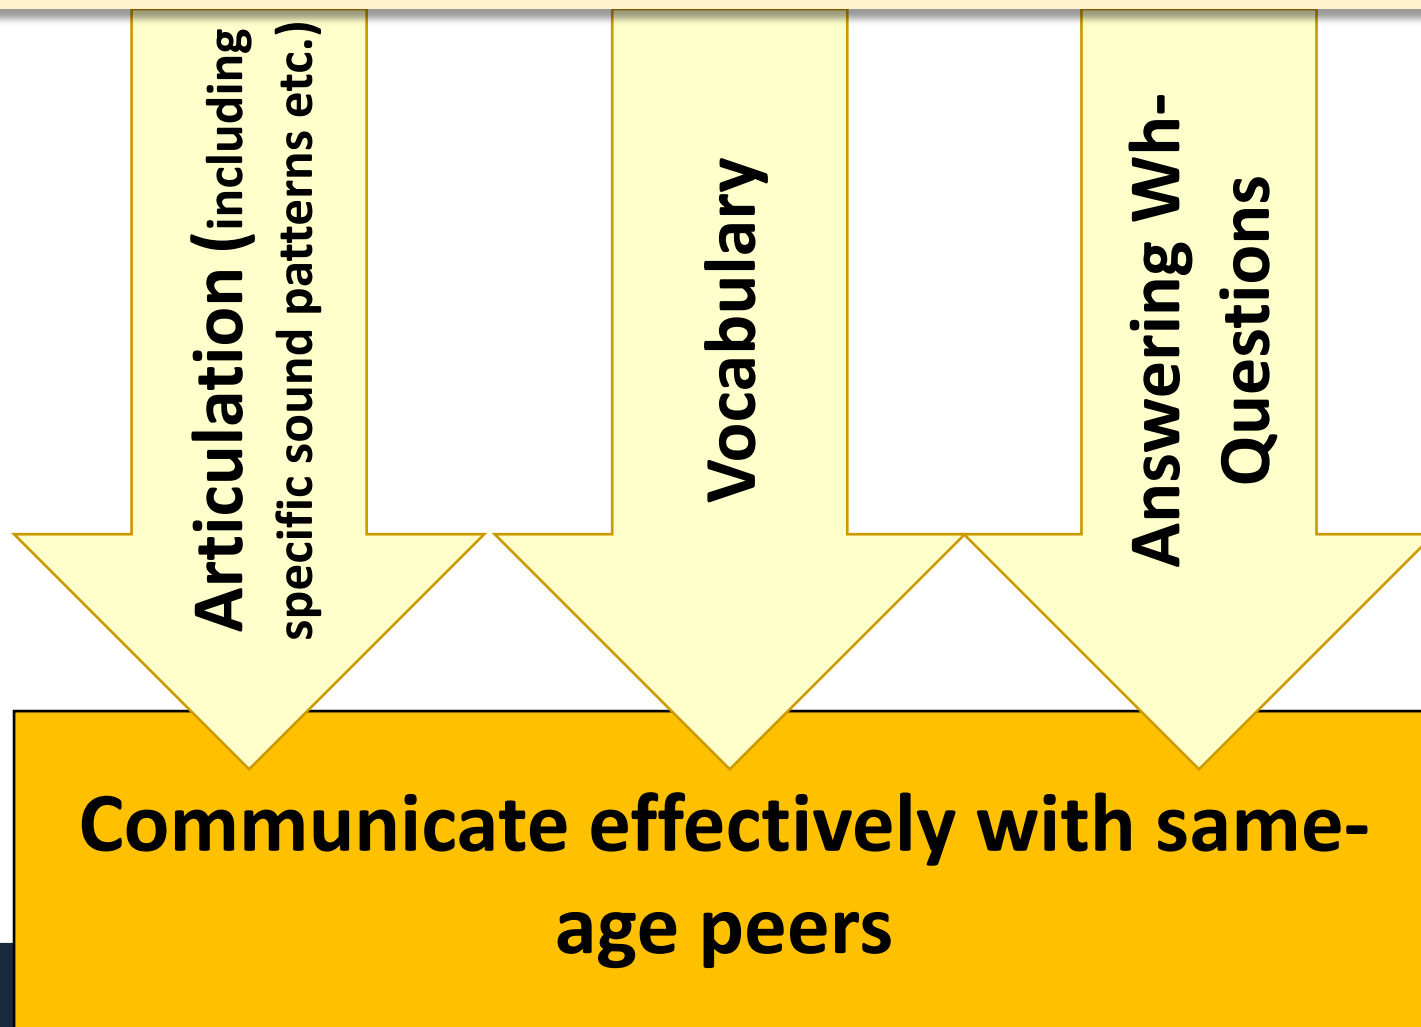 Articulation (including
specific sound patterns etc.)
Vocabulary
Answering Wh-
Questions
Communicate effectively with same-
age peers